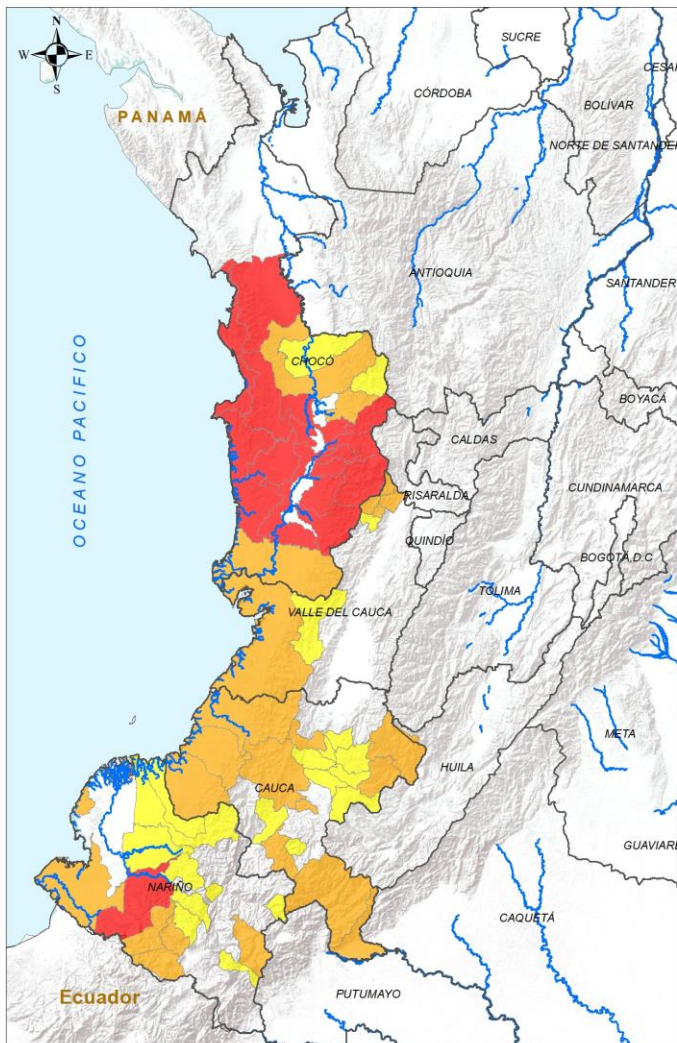 N
W E
S
SUCRE
CESAR
CÓRDOBA
BOLÍVAR
PANAMÁ
NORTE DE SANTANDER
ANTIOQUIA
SANTANDER
OCEANO PACIFICO
CHOCÓ
BOYACÁ
CALDAS
CUNDINAMARCA
RISARALDA
QUINDÍO
BOGOTÁ, D.C
TOLIMA
VALLE DEL CAUCA
META
HUILA
CAUCA
GUAVIARE
NARIÑO
CAQUETÁ
PUTUMAYO
Ecuador